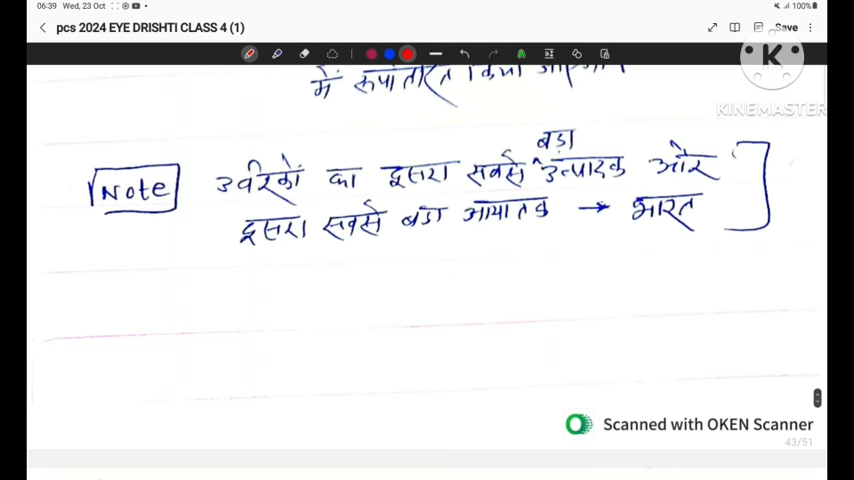 06:39 Wed, 23 Oct
100%
pcs 2024 EYE DRISHTI CLASS 4 (1)
Save
K
KINEMASTER
में रूपांतरित किया
बड़ा
Note उर्वरकों का दूसरा सबसे ^ उत्पादक और
दूसरा सबसे बडा आयातक → भारत
Scanned with OKEN Scanner
43/51